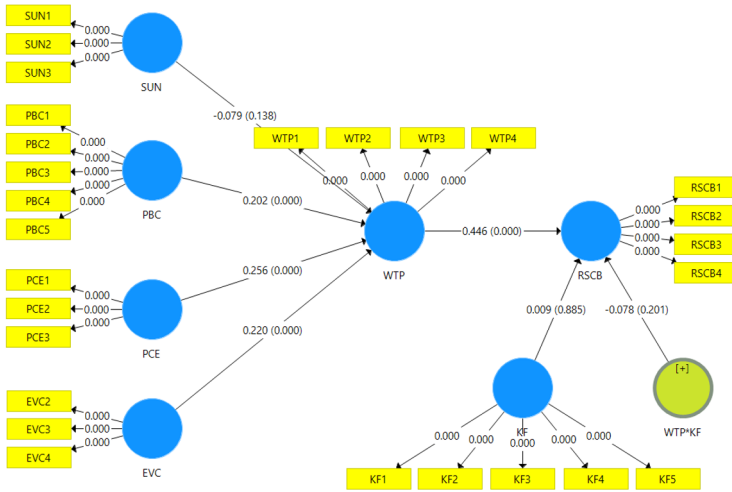 SUN1
SUN2
SUN3
0.000
0.000
0.000
SUN
-0.079 (0.138)
PBC1
PBC2
PBC3
PBC4
PBC5
0.000
0.000
0.000
0.000
0.000
PBC
0.202 (0.000)
WTP1
WTP2
WTP3
WTP4
0.000
0.000
0.000
0.000
WTP
0.446 (0.000)
RSCB1
RSCB2
RSCB3
RSCB4
0.000
0.000
0.000
0.000
RSCB
PCE1
PCE2
PCE3
0.000
0.000
0.000
PCE
0.256 (0.000)
EVC2
EVC3
EVC4
0.000
0.000
0.000
EVC
0.220 (0.000)
0.009 (0.885)
-0.078 (0.201)
[+]
WTP*KF
KF
0.000
0.000
0.000
0.000
0.000
KF1
KF2
KF3
KF4
KF5